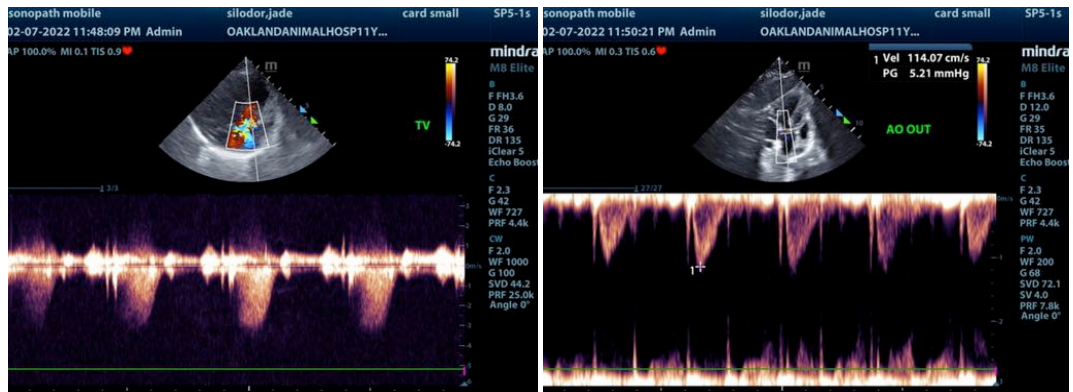 sonopath mobile silodor,jade card small SP5-1s
02-07-2022 11:48:09 PM Admin OAKLANDANIMALHOSP11Y...
AP 100.0% MI 0.1 TIS 0.9
mindra
M8 Elite
m
74.2
-74.2
TV
B
F FH3.6
D 8.0
G 29
FR 36
DR 135
iClear 5
Echo Boost
C
F 2.3
G 42
WF 727
PRF 4.4k
CW
F 2.0
WF 1000
G 100
SVD 44.2
PRF 25.0k
Angle 0°
3/3
0m/s
sonopath mobile silodor,jade card small SP5-1s
02-07-2022 11:50:21 PM Admin OAKLANDANIMALHOSP11Y...
AP 100.0% MI 0.3 TIS 0.6
1 Vel 114.07 cm/s
PG 5.21 mmHg
mindra
M8 Elite
m
74.2
-74.2
10
AO OUT
B
F FH3.6
D 12.0
G 29
FR 35
DR 135
iClear 5
Echo Boost
C
F 2.3
G 42
WF 727
PRF 4.4k
PW
F 2.0
WF 200
G 68
SVD 72.1
SV 4.0
PRF 7.8k
Angle 0°
27/27
0m/s
-1
1
-2